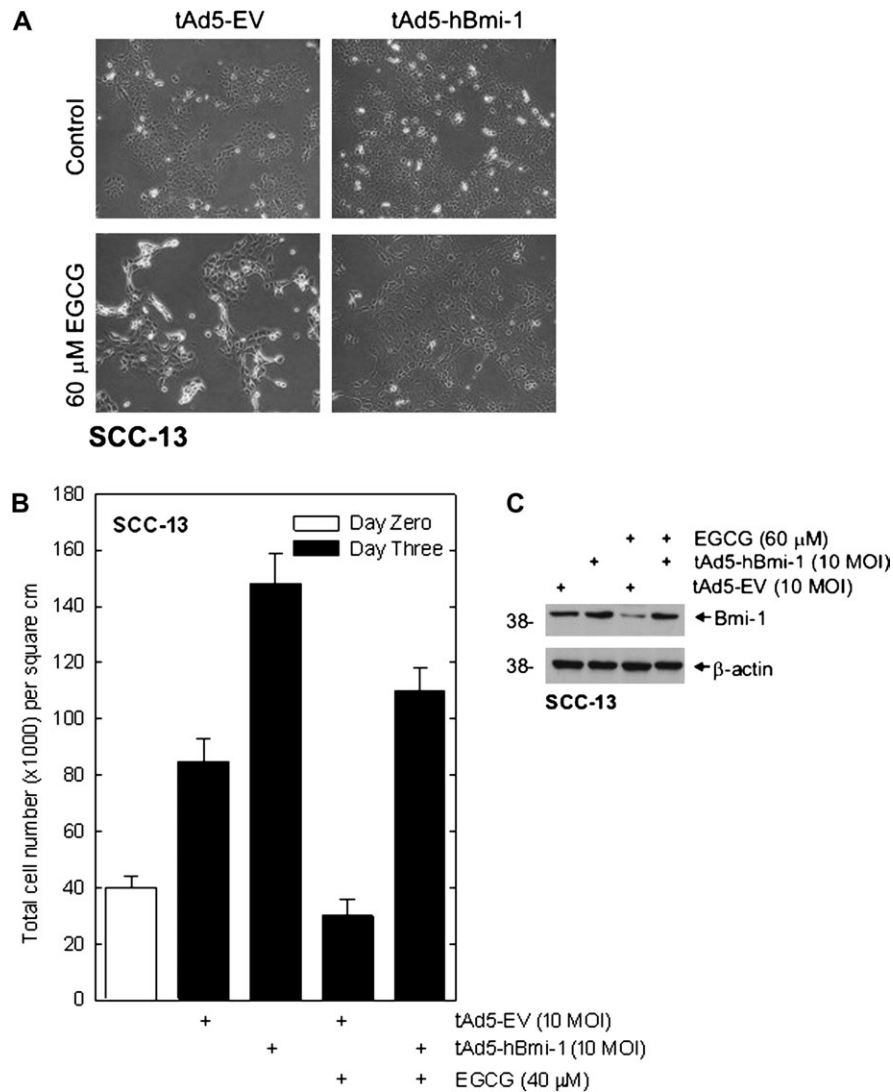 A
tAd5-EV
tAd5-hBmi-1
Control
60 μM EGCG
SCC-13
B
180
160
140
120
100
80
60
40
20
0
Total cell number (x1000) per square cm
SCC-13
Day Zero
Day Three
+ + tAd5-EV (10 MOI)
+ + tAd5-hBmi-1 (10 MOI)
+ + EGCG (40 μM)
C
+ + EGCG (60 μM)
+ + tAd5-hBmi-1 (10 MOI)
+ + tAd5-EV (10 MOI)
38- ←Bmi-1
38- ←β-actin
SCC-13